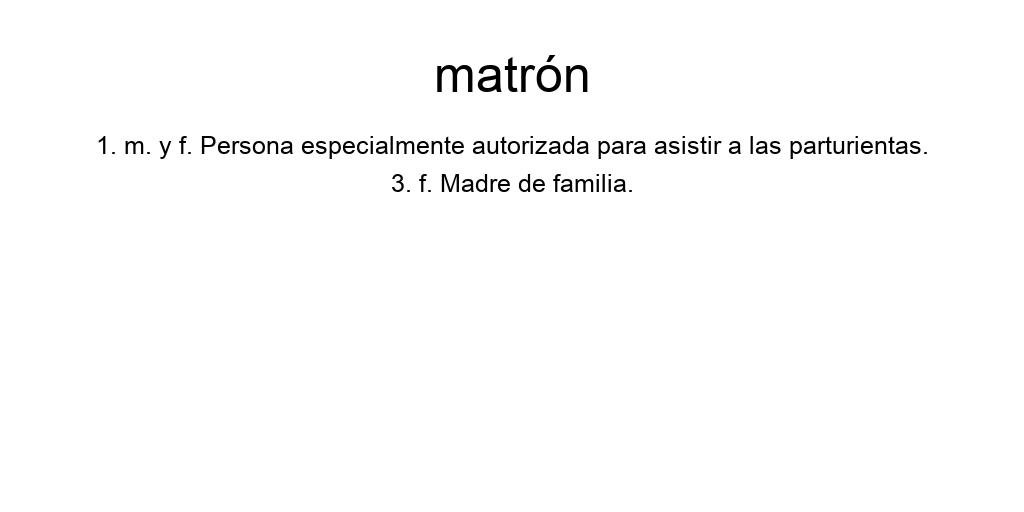 matrón
1. m. y f. Persona especialmente autorizada para asistir a las parturientas.
3. f. Madre de familia.